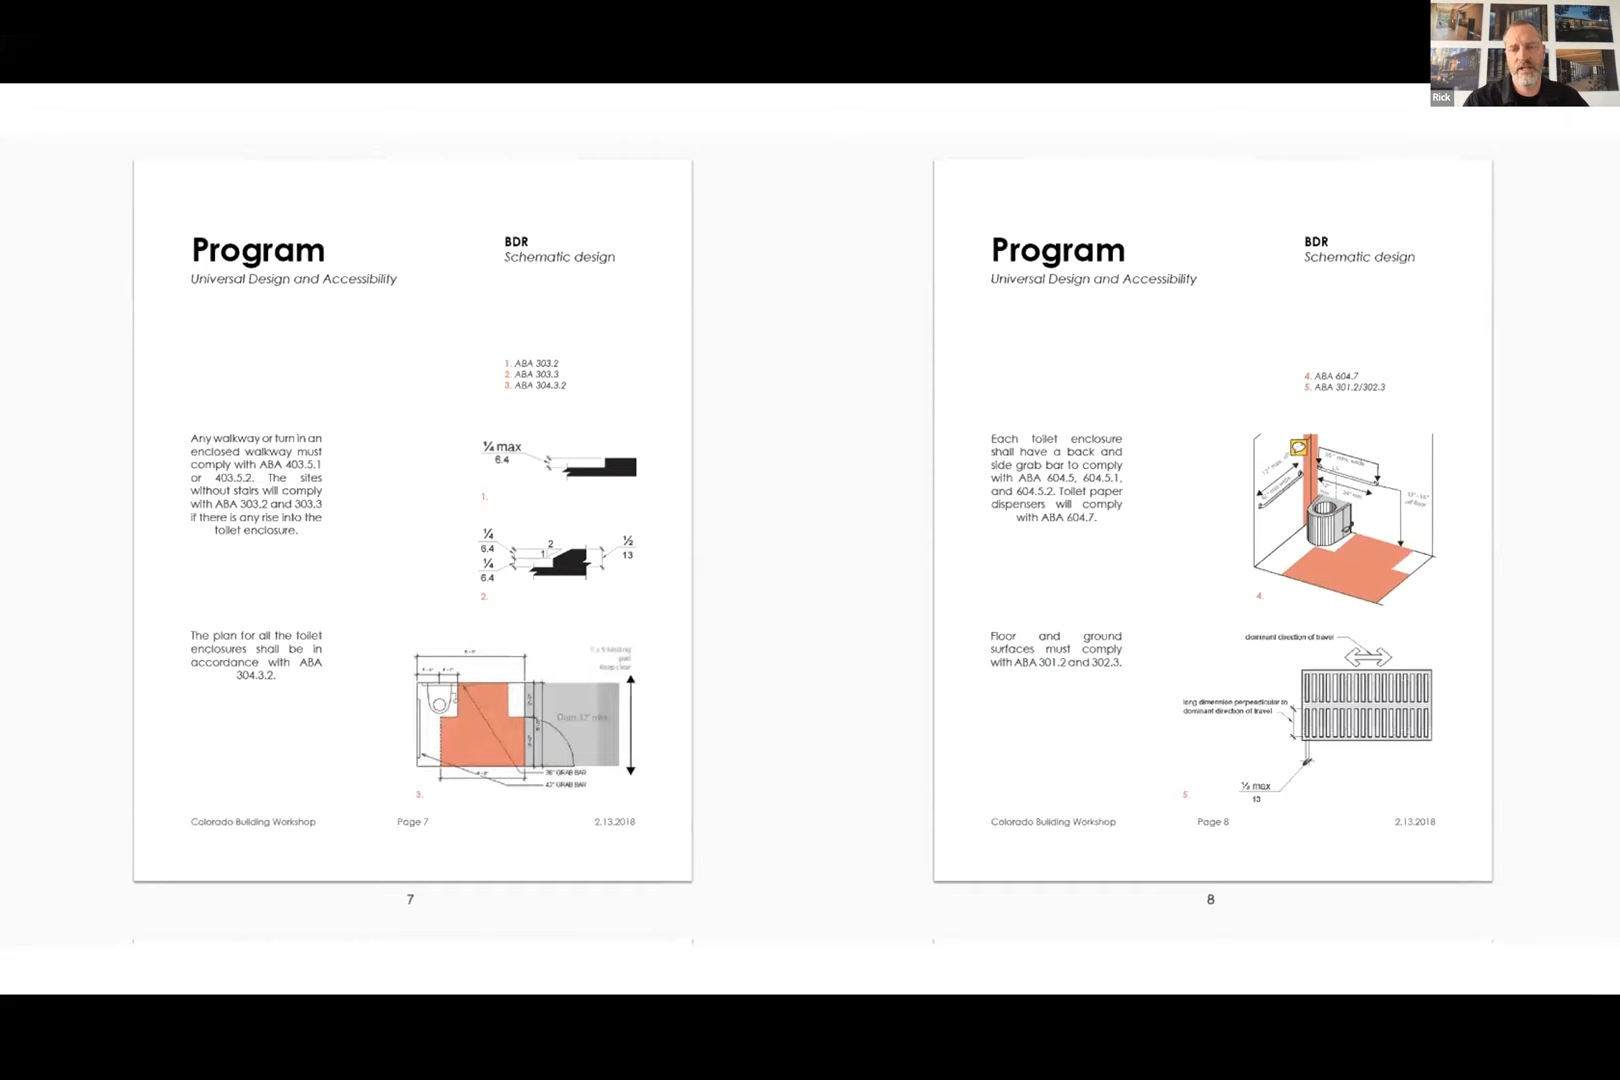 Rick
Program
Universal Design and Accessibility
BDR
Schematic design
1. ABA 303.2
2. ABA 303.3
3. ABA 304.3.2
Any walkway or turn in an
enclosed walkway must
comply with ABA 403.5.1
or 403.5.2. The sites
without stairs will comply
with ABA 303.2 and 303.3
if there is any rise into the
toilet enclosure.
¼ max
6.4
1.
¼
6.4
¼
6.4
2
1
½
13
2.
The plan for all the toilet
enclosures shall be in
accordance with ABA
304.3.2.
Keep clear
36" GRAB BAR
42" GRAB BAR
3.
Colorado Building Workshop
Page 7
2.13.2018
7
Program
Universal Design and Accessibility
BDR
Schematic design
4. ABA 604.7
5. ABA 301.2/302.3
Each toilet enclosure
shall have a back and
side grab bar to comply
with ABA 604.5, 604.5.1,
and 604.5.2. Toilet paper
dispensers will comply
with ABA 604.7.
off floor
4.
Floor and ground
surfaces must comply
with ABA 301.2 and 302.3.
dominant direction of travel
long dimension perpendicular to
dominant direction of travel
½ max
13
5
Colorado Building Workshop
Page 8
2.13.2018
8